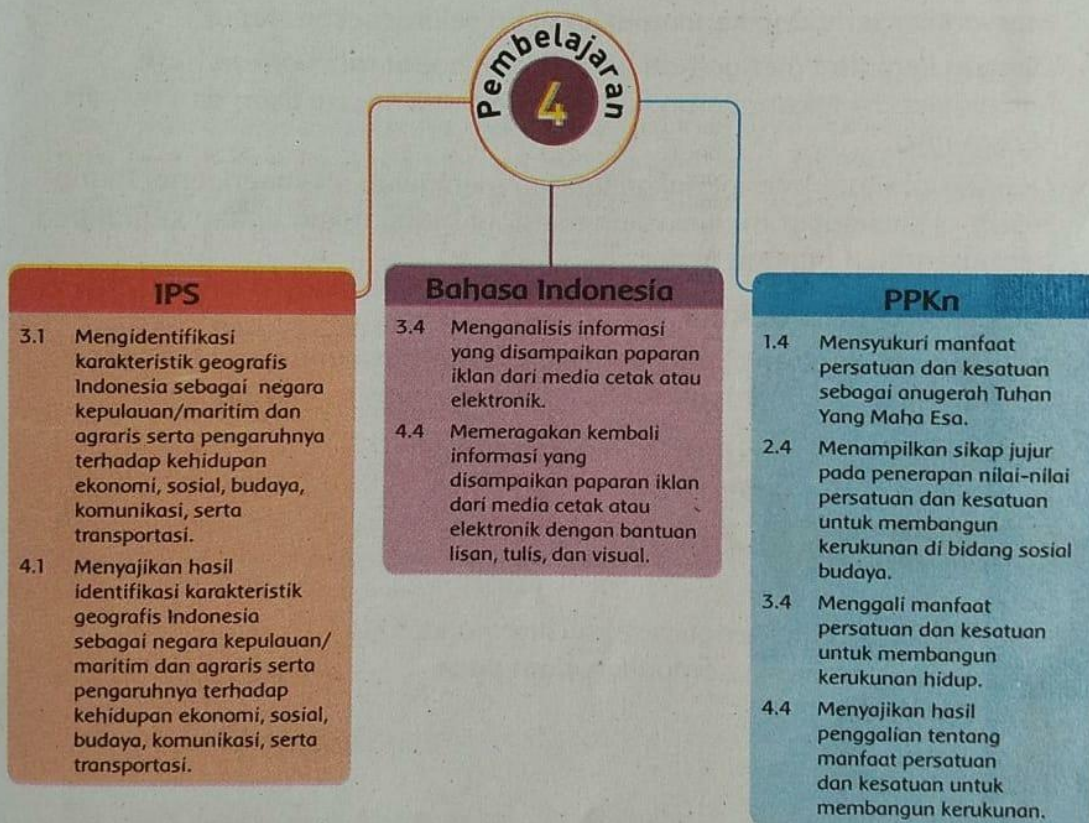 Pembelajaran
4
IPS
3.1 Mengidentifikasi
karakteristik geografis
Indonesia sebagai negara
kepulauan/maritim dan
agraris serta pengaruhnya
terhadap kehidupan
ekonomi, sosial, budaya,
komunikasi, serta
transportasi.
4.1 Menyajikan hasil
identifikasi karakteristik
geografis Indonesia
sebagai negara kepulauan/
maritim dan agraris serta
pengaruhnya terhadap
kehidupan ekonomi, sosial,
budaya, komunikasi, serta
transportasi.
Bahasa Indonesia
3.4 Menganalisis informasi
yang disampaikan paparan
iklan dari media cetak atau
elektronik.
4.4 Memeragakan kembali
informasi yang
disampaikan paparan iklan
dari media cetak atau
elektronik dengan bantuan
lisan, tulis, dan visual.
PPKn
1.4 Mensyukuri manfaat
persatuan dan kesatuan
sebagai anugerah Tuhan
Yang Maha Esa.
2.4 Menampilkan sikap jujur
pada penerapan nilai-nilai
persatuan dan kesatuan
untuk membangun
kerukunan di bidang sosial
budaya.
3.4 Menggali manfaat
persatuan dan kesatuan
untuk membangun
kerukunan hidup.
4.4 Menyajikan hasil
penggalian tentang
manfaat persatuan
dan kesatuan untuk
membangun kerukunan.